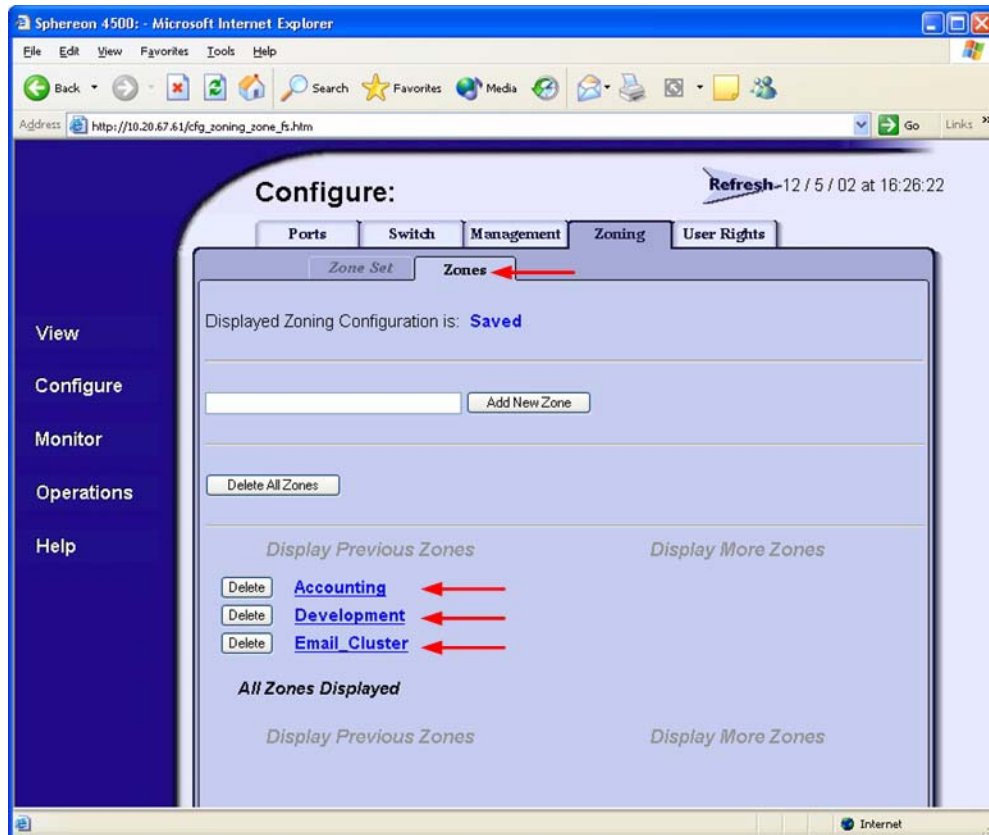 Sphereon 4500: - Microsoft Internet Explorer
File Edit View Favorites Tools Help
Back Search Favorites Media
Address http://10.20.67.61/cfg_zoning_zone_fs.htm Go Links »
Configure:
Refresh-12 / 5 / 02 at 16:26:22
Ports Switch Management Zoning User Rights
Zone Set Zones
Displayed Zoning Configuration is: Saved
View
Configure
Monitor
Operations
Help
Add New Zone
Delete All Zones
Display Previous Zones Display More Zones
Delete Accounting
Delete Development
Delete Email_Cluster
All Zones Displayed
Display Previous Zones Display More Zones
Internet